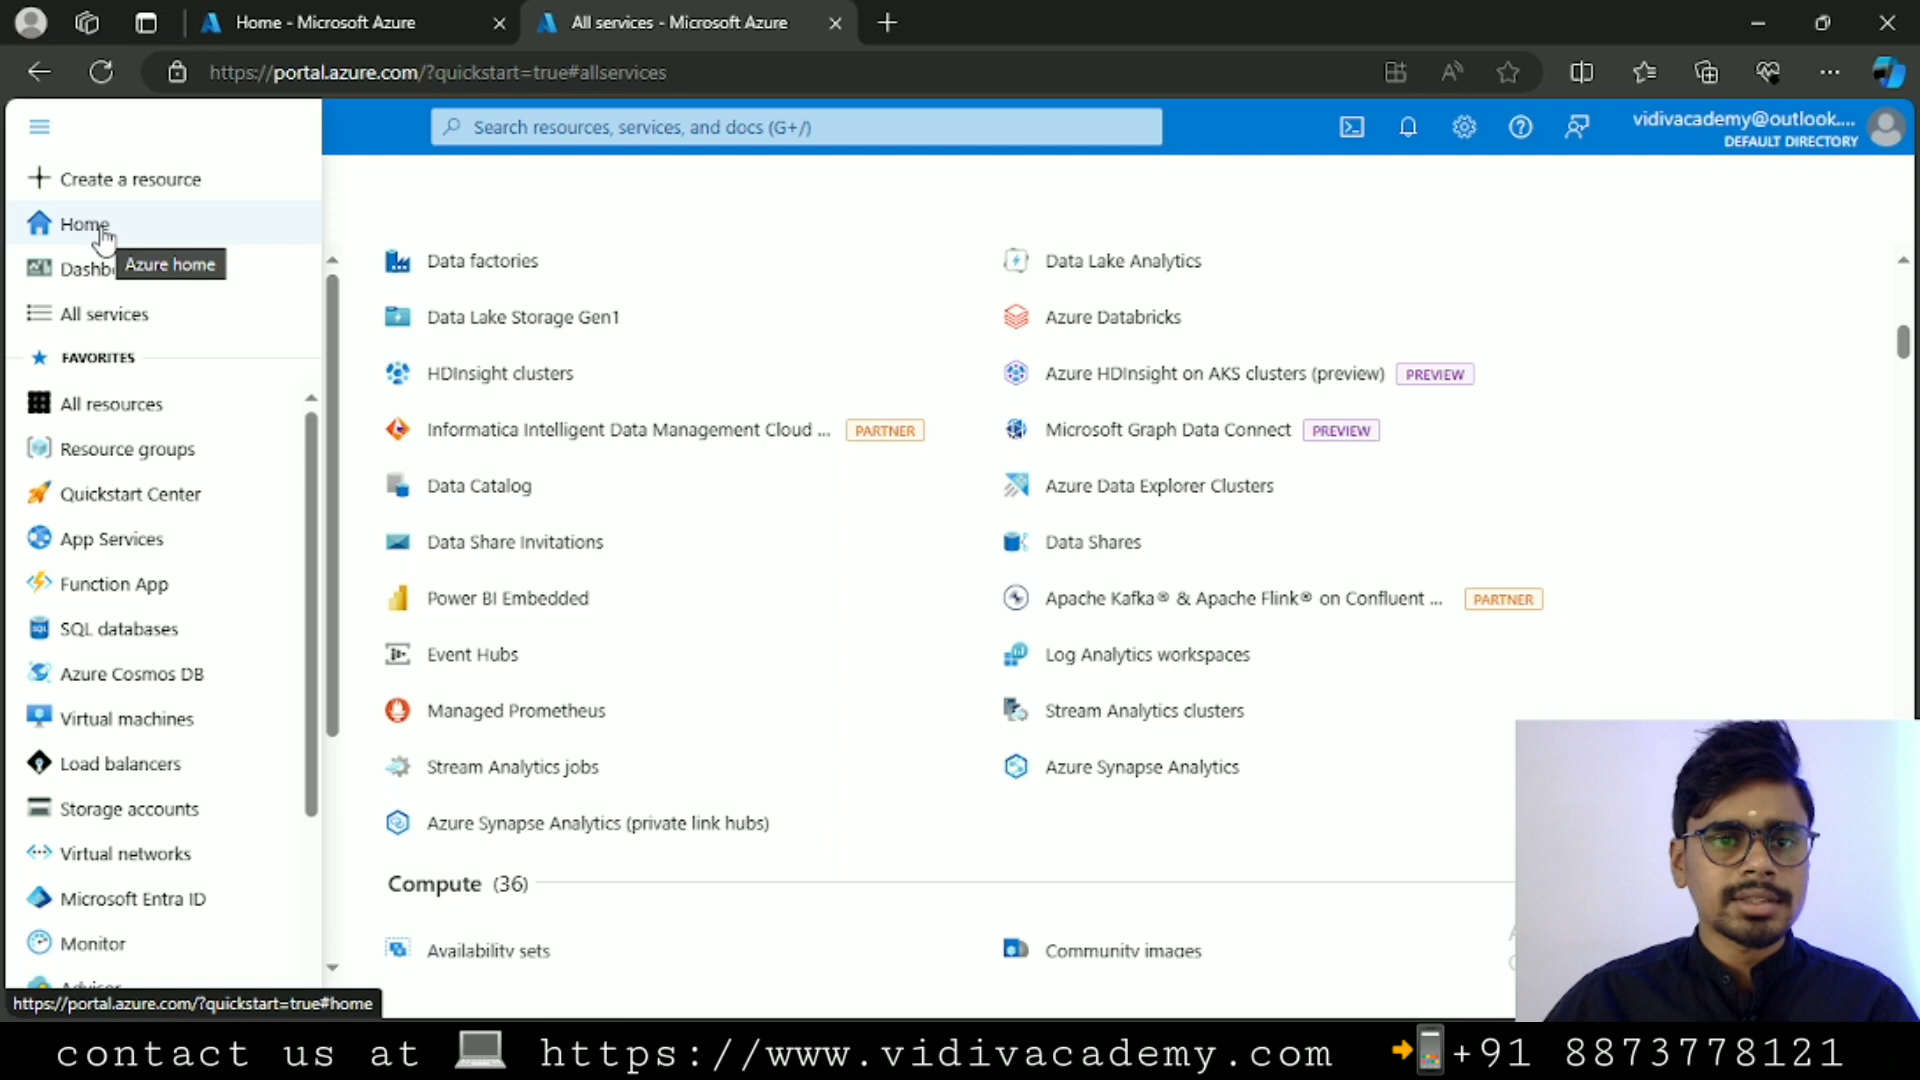 Home - Microsoft Azure
All services - Microsoft Azure
https://portal.azure.com/?quickstart=true#allservices
Search resources, services, and docs (G+/)
vidivacademy@outlook....
DEFAULT DIRECTORY
Create a resource
Home
Azure home
Dashb
All services
FAVORITES
All resources
Resource groups
Quickstart Center
App Services
Function App
SQL databases
Azure Cosmos DB
Virtual machines
Load balancers
Storage accounts
Virtual networks
Microsoft Entra ID
Monitor
Advisor
https://portal.azure.com/?quickstart=true#home
Data factories
Data Lake Analytics
Data Lake Storage Gen1
Azure Databricks
HDInsight clusters
Azure HDInsight on AKS clusters (preview) PREVIEW
Informatica Intelligent Data Management Cloud ... PARTNER
Microsoft Graph Data Connect PREVIEW
Data Catalog
Azure Data Explorer Clusters
Data Share Invitations
Data Shares
Power BI Embedded
Apache Kafka® & Apache Flink® on Confluent ... PARTNER
Event Hubs
Log Analytics workspaces
Managed Prometheus
Stream Analytics clusters
Stream Analytics jobs
Azure Synapse Analytics
Azure Synapse Analytics (private link hubs)
Compute (36)
Availability sets
Community images
contact us at https://www.vidivacademy.com +91 8873778121